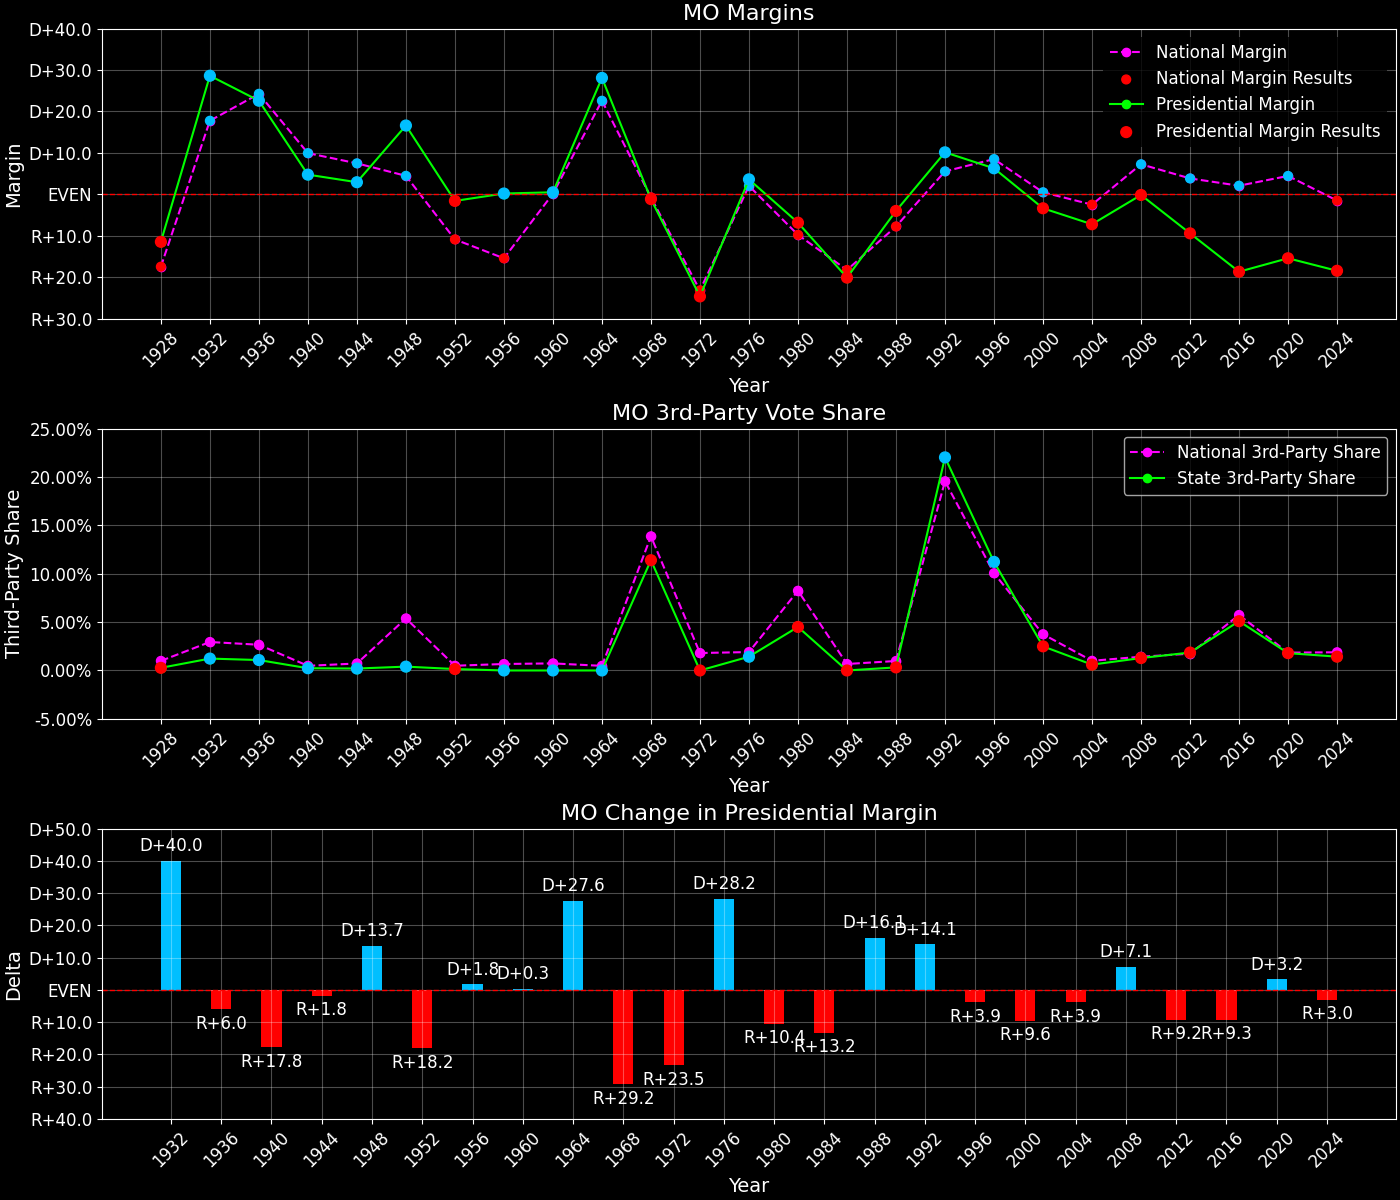 MO Margins
D+40.0
D+30.0
D+20.0
D+10.0
EVEN
R+10.0
R+20.0
R+30.0
Margin
National Margin
National Margin Results
Presidential Margin
Presidential Margin Results
1928 1932 1936 1940 1944 1948 1952 1956 1960 1964 1968 1972 1976 1980 1984 1988 1992 1996 2000 2004 2008 2012 2016 2020 2024
Year
MO 3rd-Party Vote Share
25.00%
20.00%
15.00%
10.00%
5.00%
0.00%
-5.00%
Third-Party Share
National 3rd-Party Share
State 3rd-Party Share
1928 1932 1936 1940 1944 1948 1952 1956 1960 1964 1968 1972 1976 1980 1984 1988 1992 1996 2000 2004 2008 2012 2016 2020 2024
Year
MO Change in Presidential Margin
D+50.0
D+40.0
D+30.0
D+20.0
D+10.0
EVEN
R+10.0
R+20.0
R+30.0
R+40.0
Delta
D+40.0
R+6.0
R+17.8
R+1.8
D+13.7
R+18.2
D+1.8
D+0.3
D+27.6
R+29.2
R+23.5
D+28.2
R+10.4
R+13.2
D+16.1
D+14.1
R+3.9
R+9.6
R+3.9
D+7.1
R+9.2
R+9.3
D+3.2
R+3.0
1932 1936 1940 1944 1948 1952 1956 1960 1964 1968 1972 1976 1980 1984 1988 1992 1996 2000 2004 2008 2012 2016 2020 2024
Year